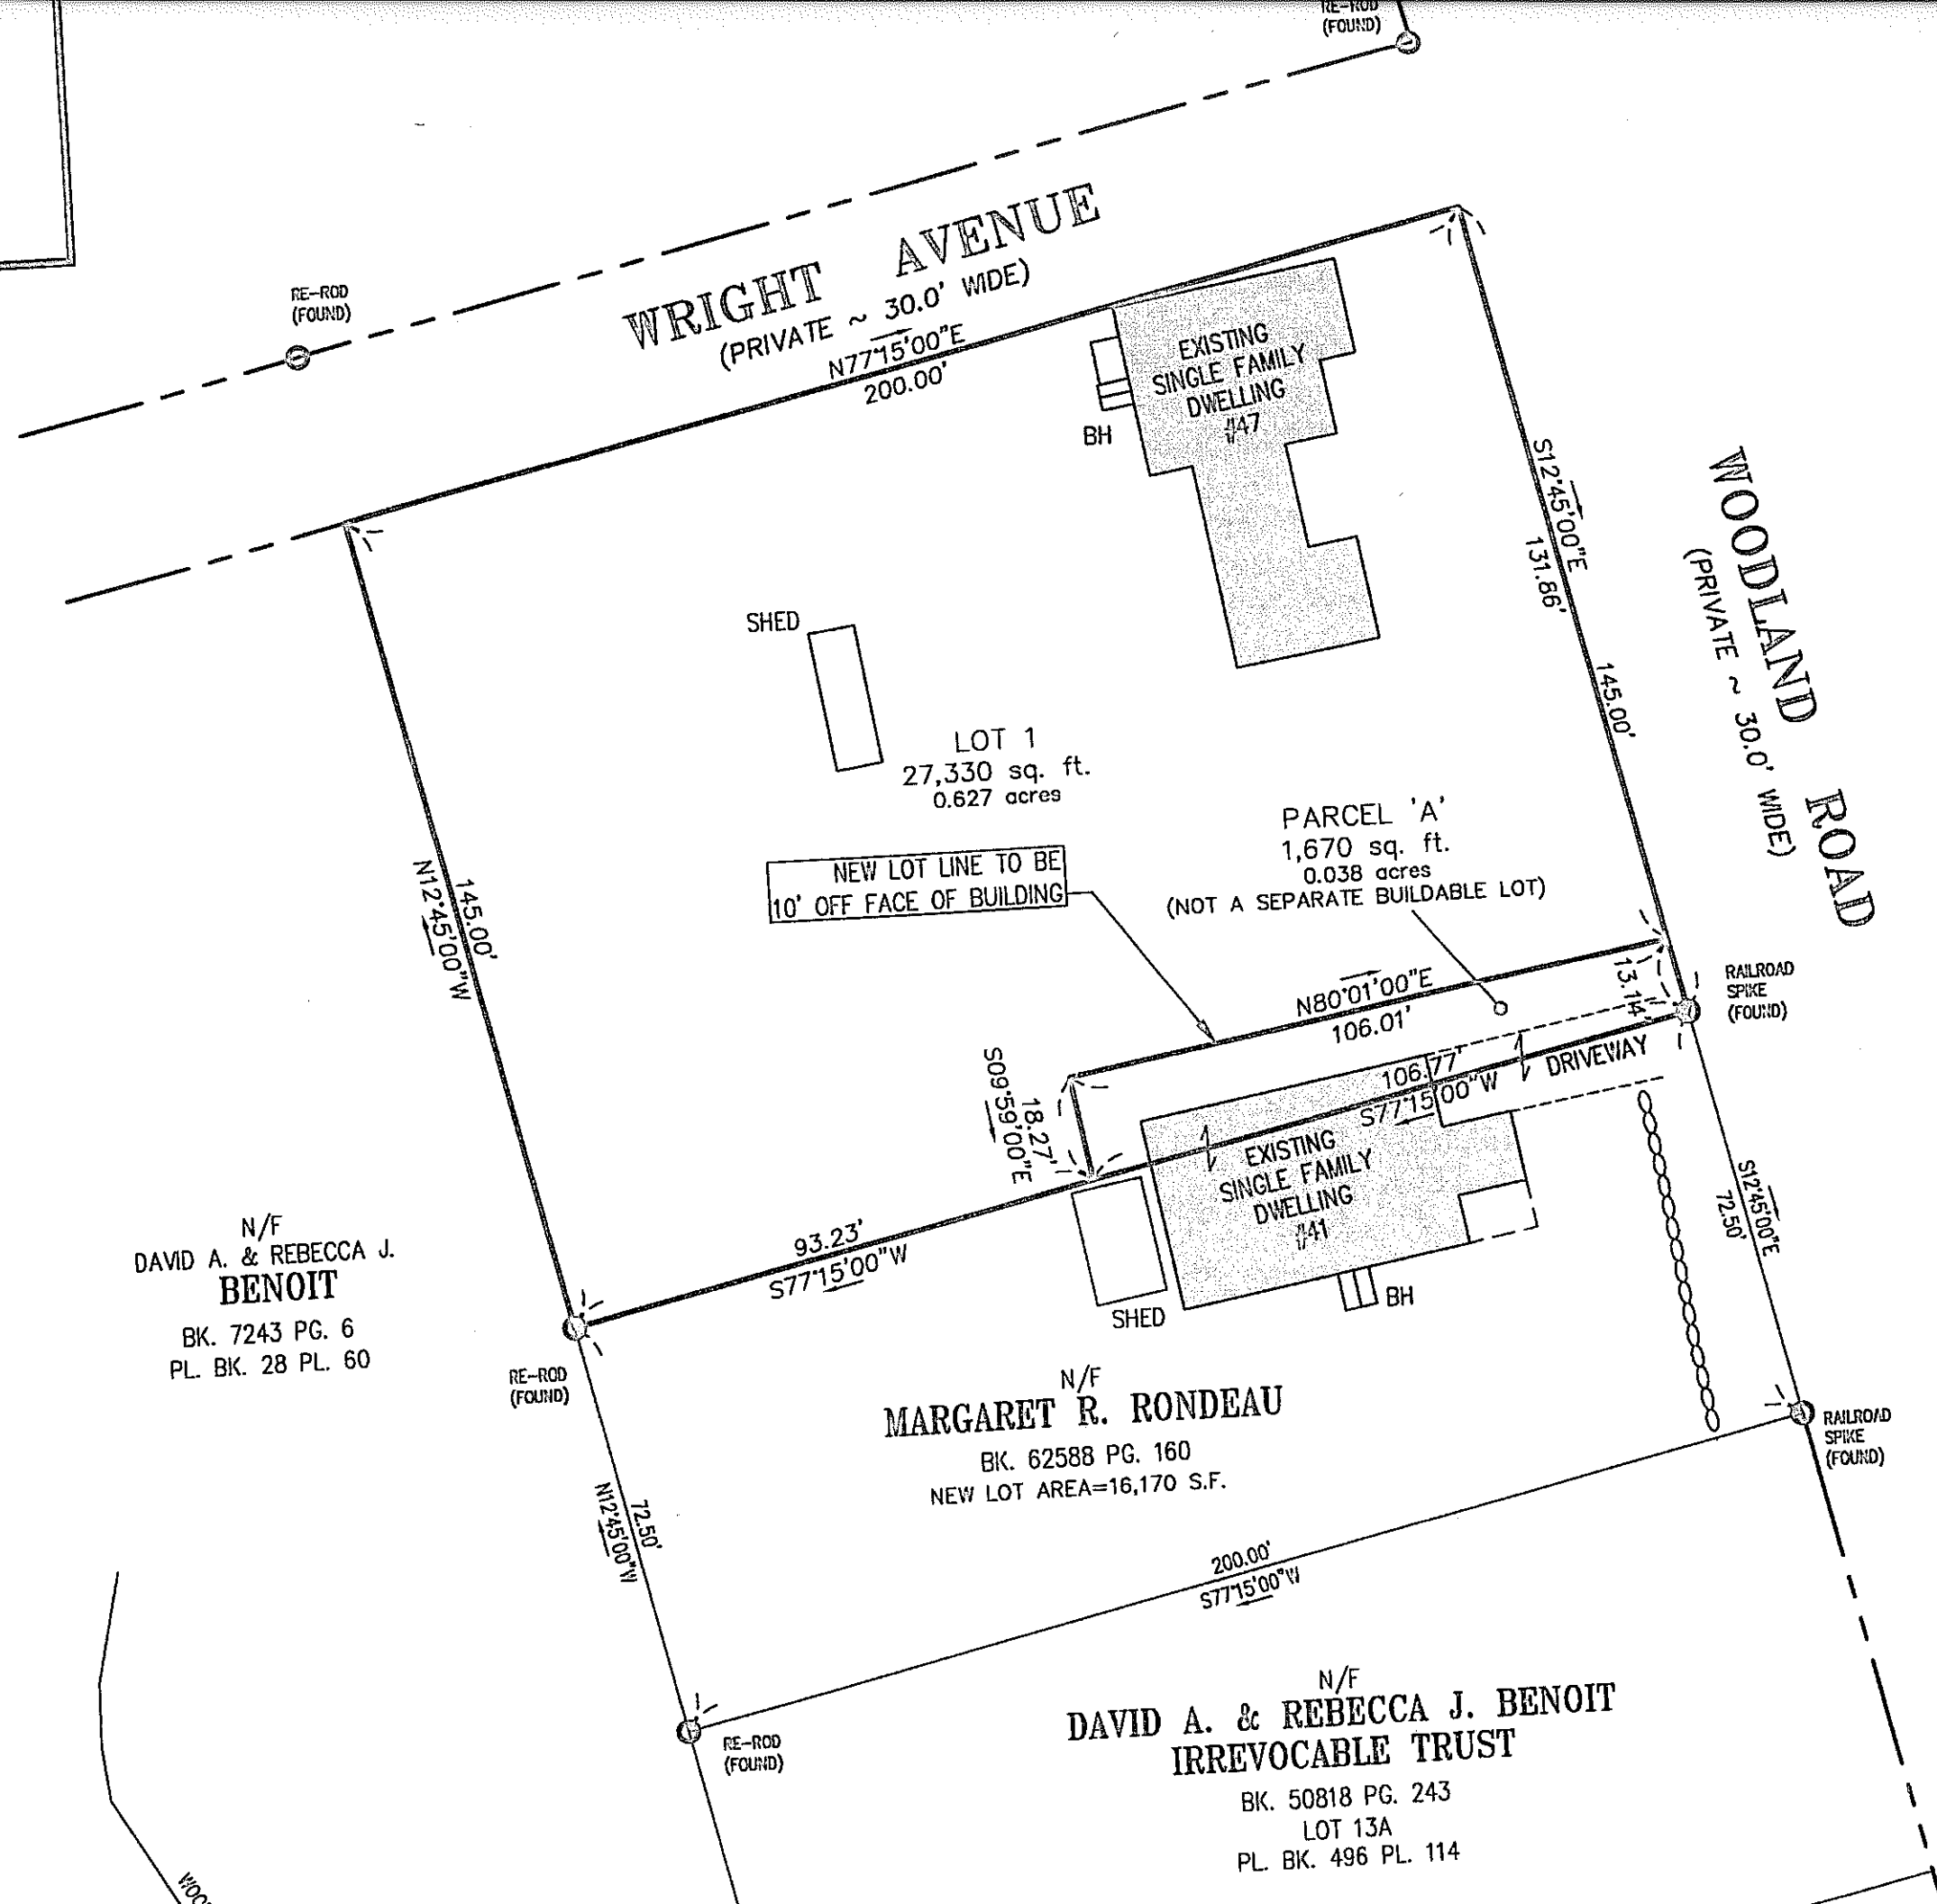 RE-ROD
(FOUND)
RE-ROD
(FOUND)
WRIGHT AVENUE
(PRIVATE ~ 30.0' WIDE)
N77°15'00"E
200.00'
EXISTING
SINGLE FAMILY
DWELLING
#47
BH
S12°45'00"E
131.86'
145.00'
WOODLAND ROAD
(PRIVATE ~ 30.0' WIDE)
SHED
LOT 1
27,330 sq. ft.
0.627 acres
PARCEL 'A'
1,670 sq. ft.
0.038 acres
(NOT A SEPARATE BUILDABLE LOT)
NEW LOT LINE TO BE
10' OFF FACE OF BUILDING
145.00'
N12°45'00"W
N80°01'00"E
106.01'
13.14'
RAILROAD
SPIKE
(FOUND)
18.27'
S09°59'00"E
106.77'
S77°15'00"W
DRIVEWAY
EXISTING
SINGLE FAMILY
DWELLING
#41
93.23'
S77°15'00"W
SHED
BH
S12°45'00"E
72.50'
N/F
DAVID A. & REBECCA J.
BENOIT
BK. 7243 PG. 6
PL. BK. 28 PL. 60
RE-ROD
(FOUND)
N/F
MARGARET R. RONDEAU
BK. 62588 PG. 160
NEW LOT AREA=16,170 S.F.
RAILROAD
SPIKE
(FOUND)
72.50'
N12°45'00"W
200.00'
S77°15'00"W
RE-ROD
(FOUND)
N/F
DAVID A. & REBECCA J. BENOIT
IRREVOCABLE TRUST
BK. 50818 PG. 243
LOT 13A
PL. BK. 496 PL. 114